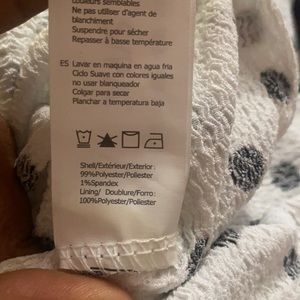 couleurs semblables
Ne pas utiliser d'agent de
blanchiment
Suspendre pour sécher
Repasser à basse température
ES Lavar en maquina en agua fria
Ciclo Suave con colores iguales
no usar blanqueador
Colgar para secar
Planchar a temperatura baja
Shell/Extérieur/Exterior:
99%Polyester/Poliester
1%Spandex
Lining/ Doublure/Forro:
100%Polyester/Poliester